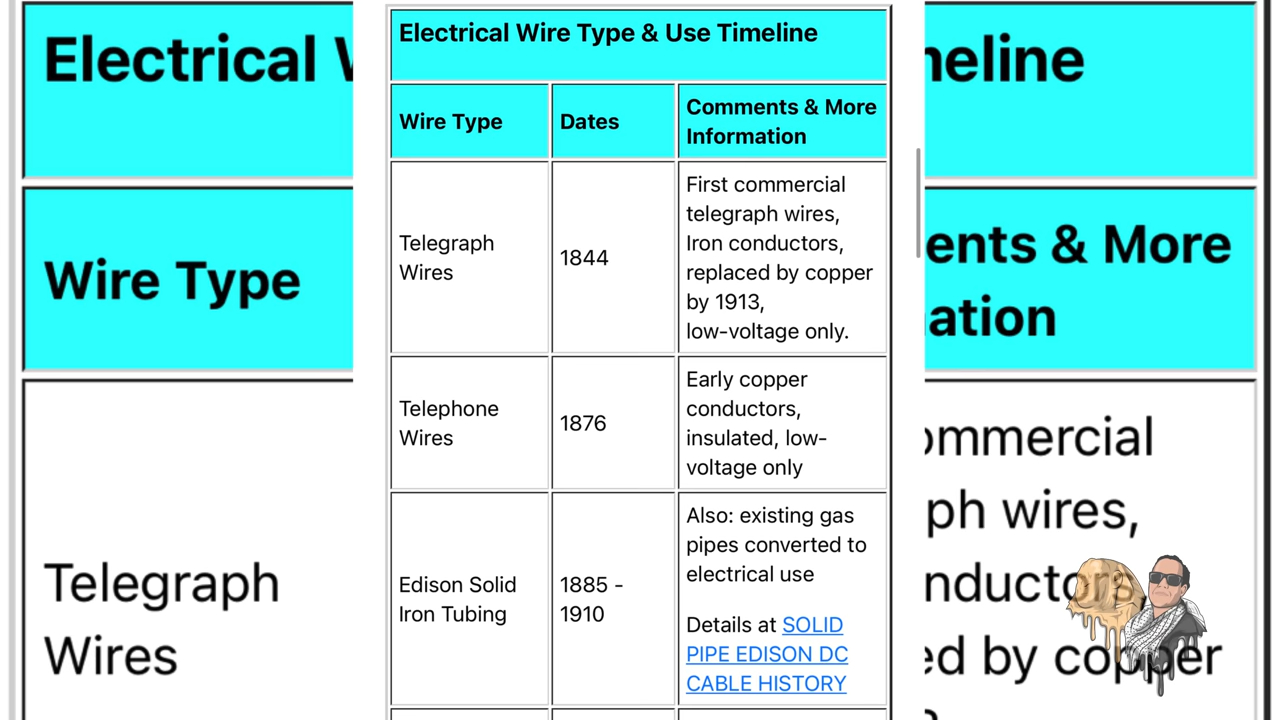 Electrical Wire Type & Use Timeline
Wire Type
Dates
Comments & More
Information
Telegraph
Wires
1844
First commercial
telegraph wires,
Iron conductors,
replaced by copper
by 1913,
low-voltage only.
Telephone
Wires
1876
Early copper
conductors,
insulated, low-
voltage only
Edison Solid
Iron Tubing
1885 -
1910
Also: existing gas
pipes converted to
electrical use
Details at SOLID
PIPE EDISON DC
CABLE HISTORY
Electrical
Wire Type
Telegraph
Wires
neline
ents & More
ation
ommercial
ph wires,
nductors,
ed by copper